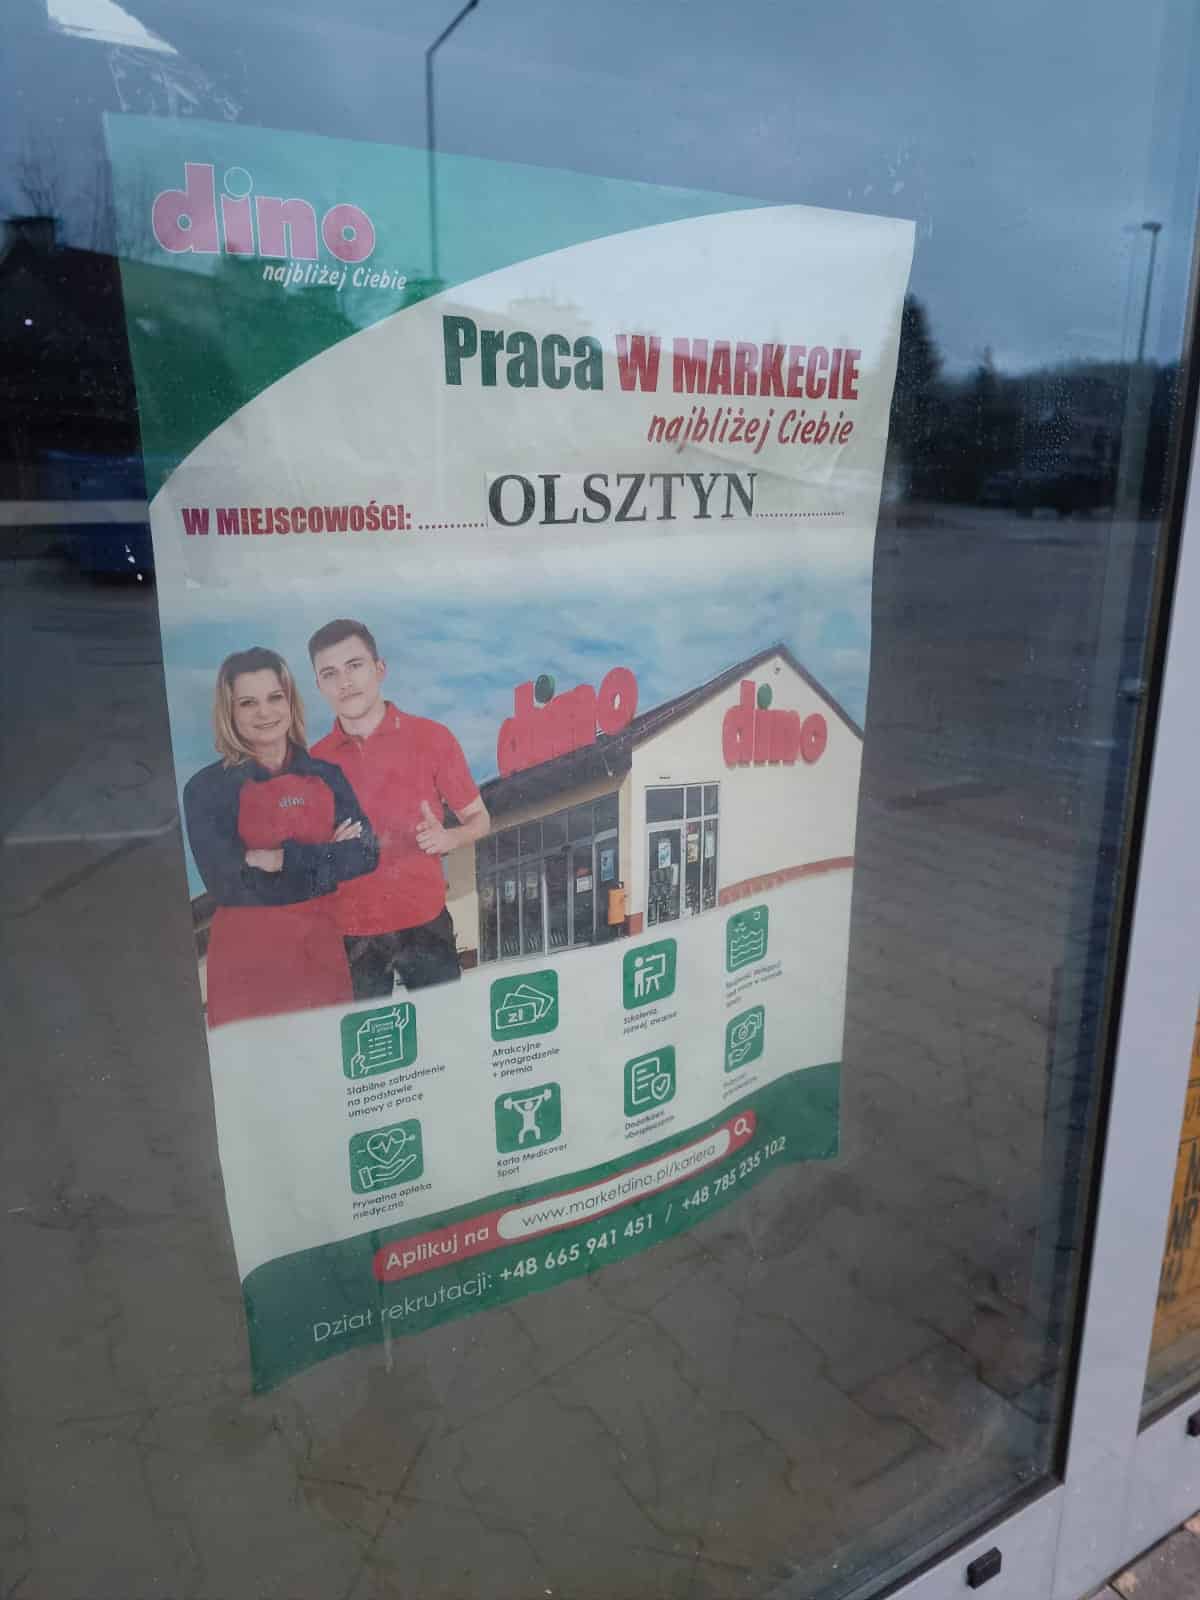 dino
najbliżej Ciebie
Praca W MARKECIE
najbliżej Ciebie
W MIEJSCOWOŚCI: ........... OLSZTYN ...............
dino
dino
dino
Stabilne zatrudnienie
na podstawie
umowy o pracę
Atrakcyjne
wynagrodzenie
+ premia
Szkolenia,
rozwój, awanse
Prywatna opieka
medyczna
Karta Medicover
Sport
Dodatkowe
ubezpieczenie
Aplikuj na www.marketdino.pl/kariera
Dział rekrutacji: +48 665 941 451 / +48 785 235 102